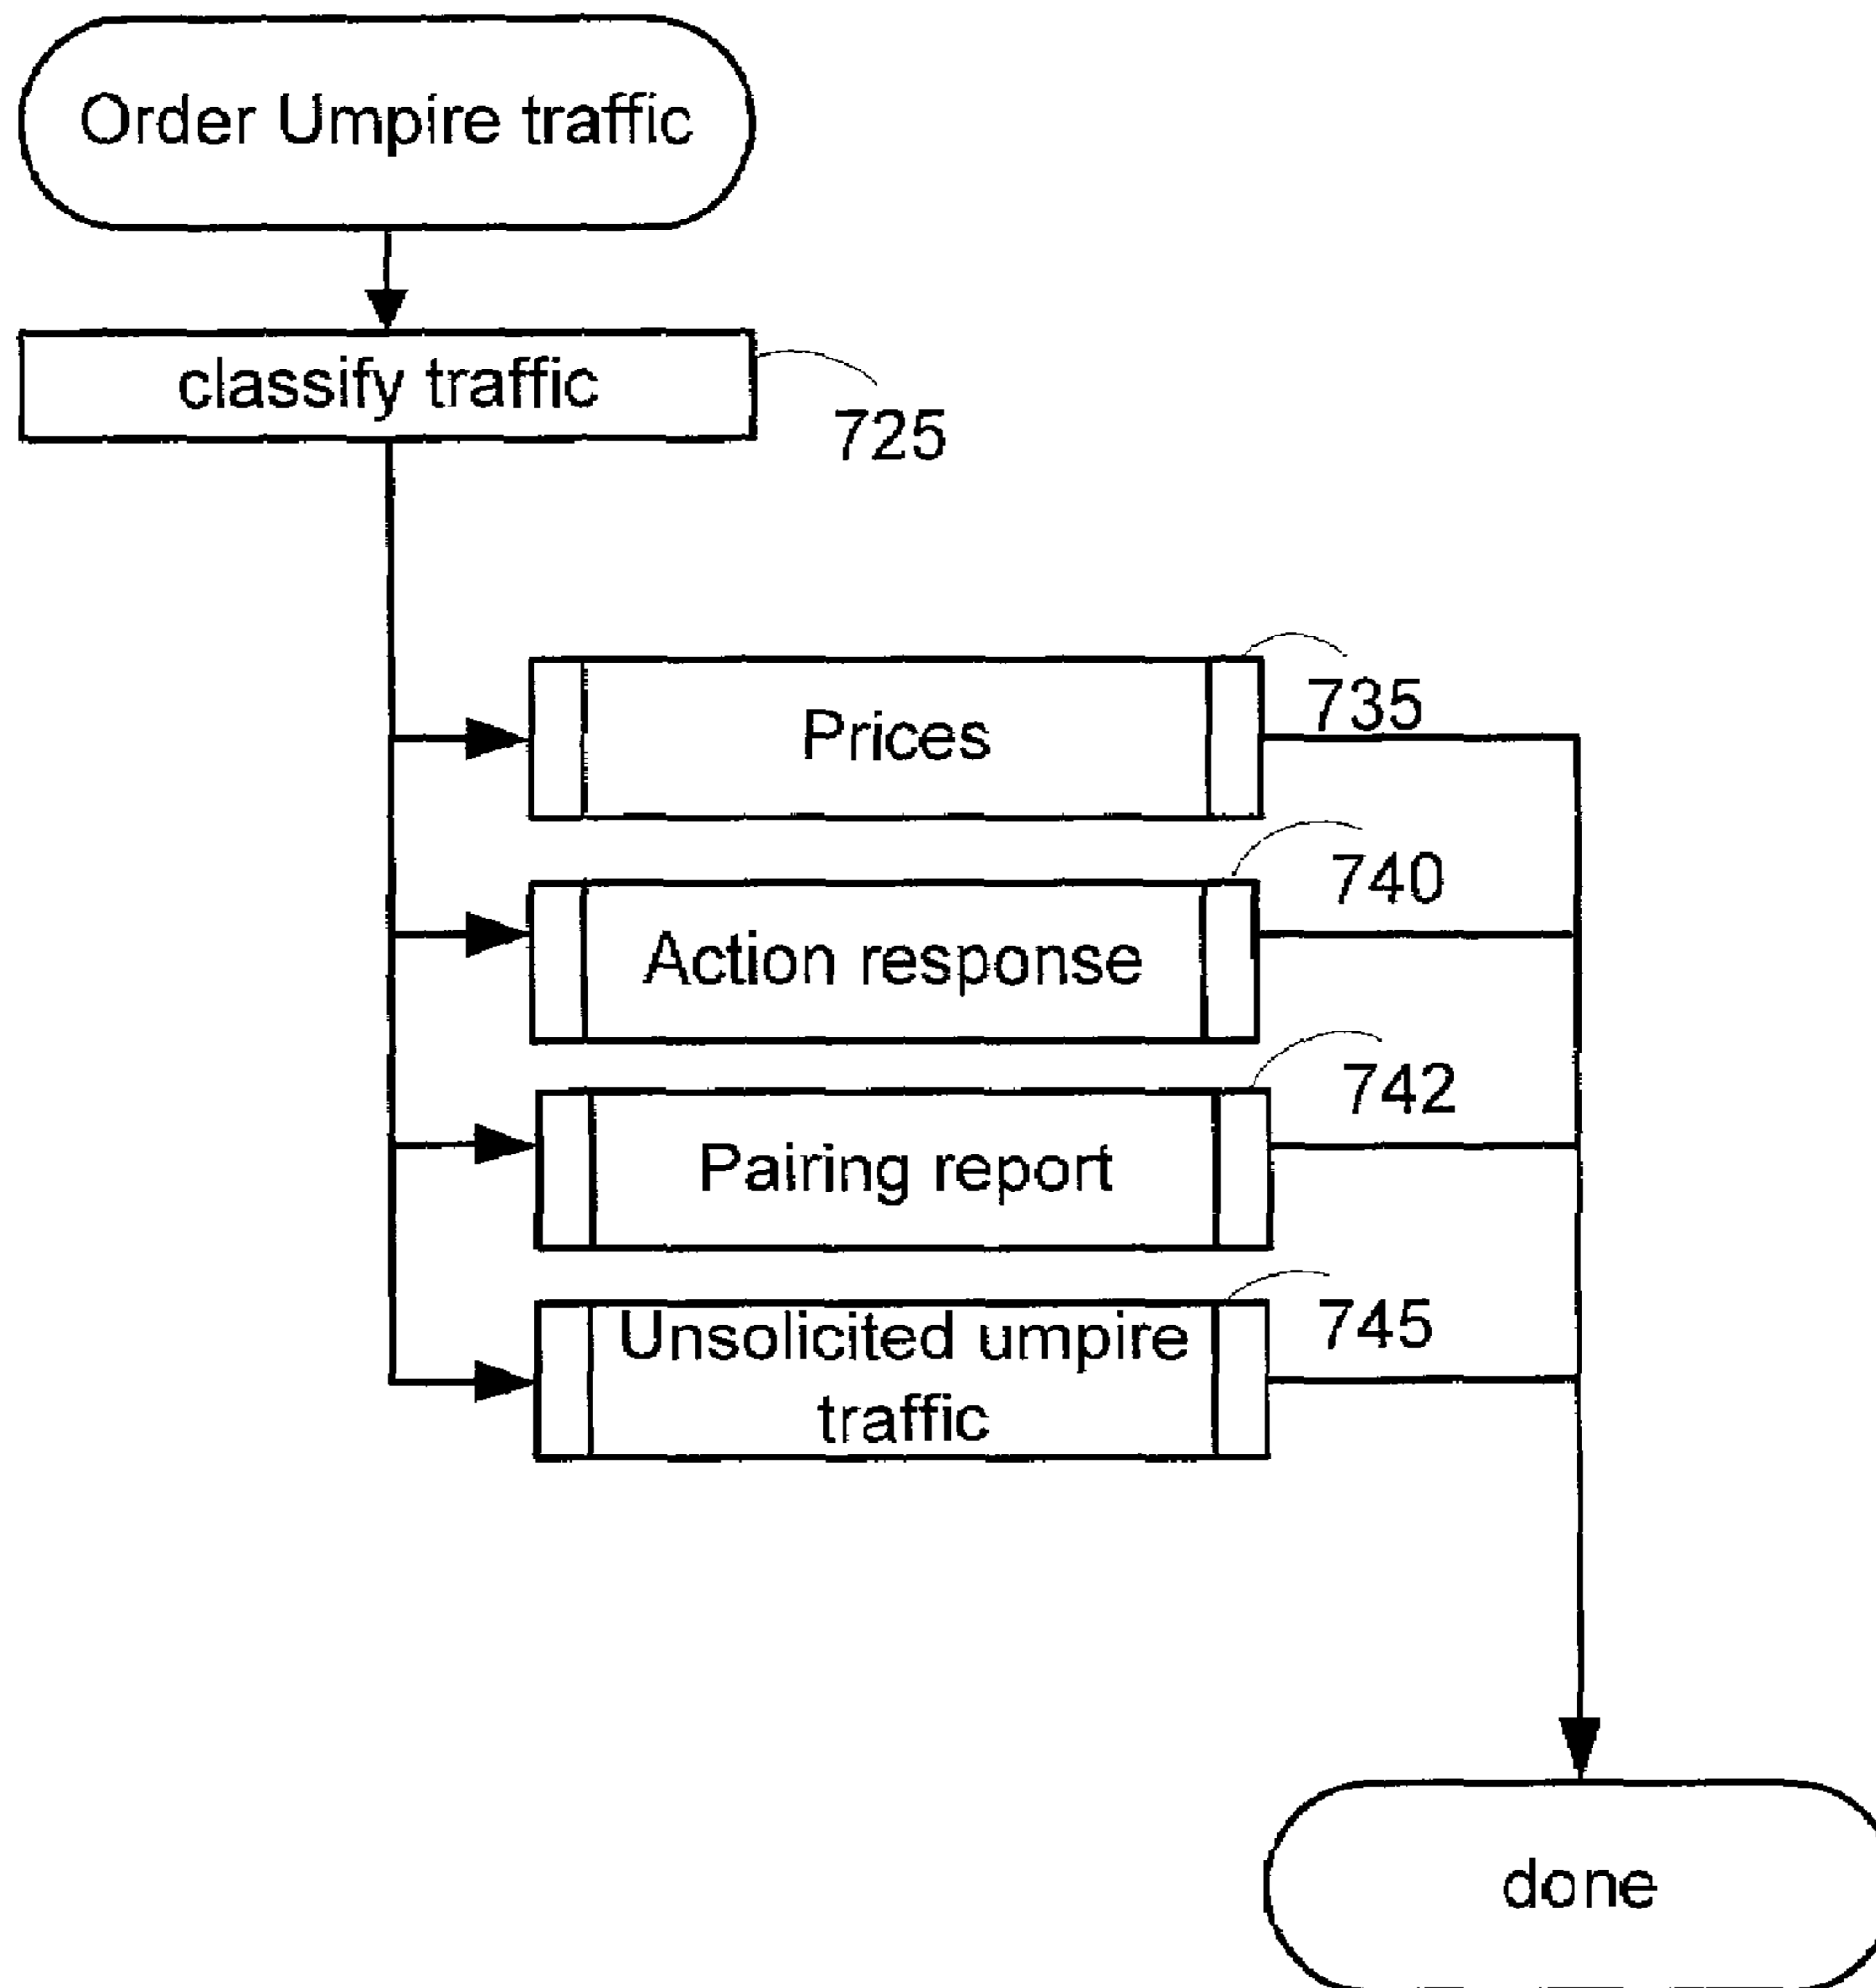 Order Umpire traffic
classify traffic
725
Prices
735
Action response
740
Pairing report
742
Unsolicited umpire
traffic
745
done